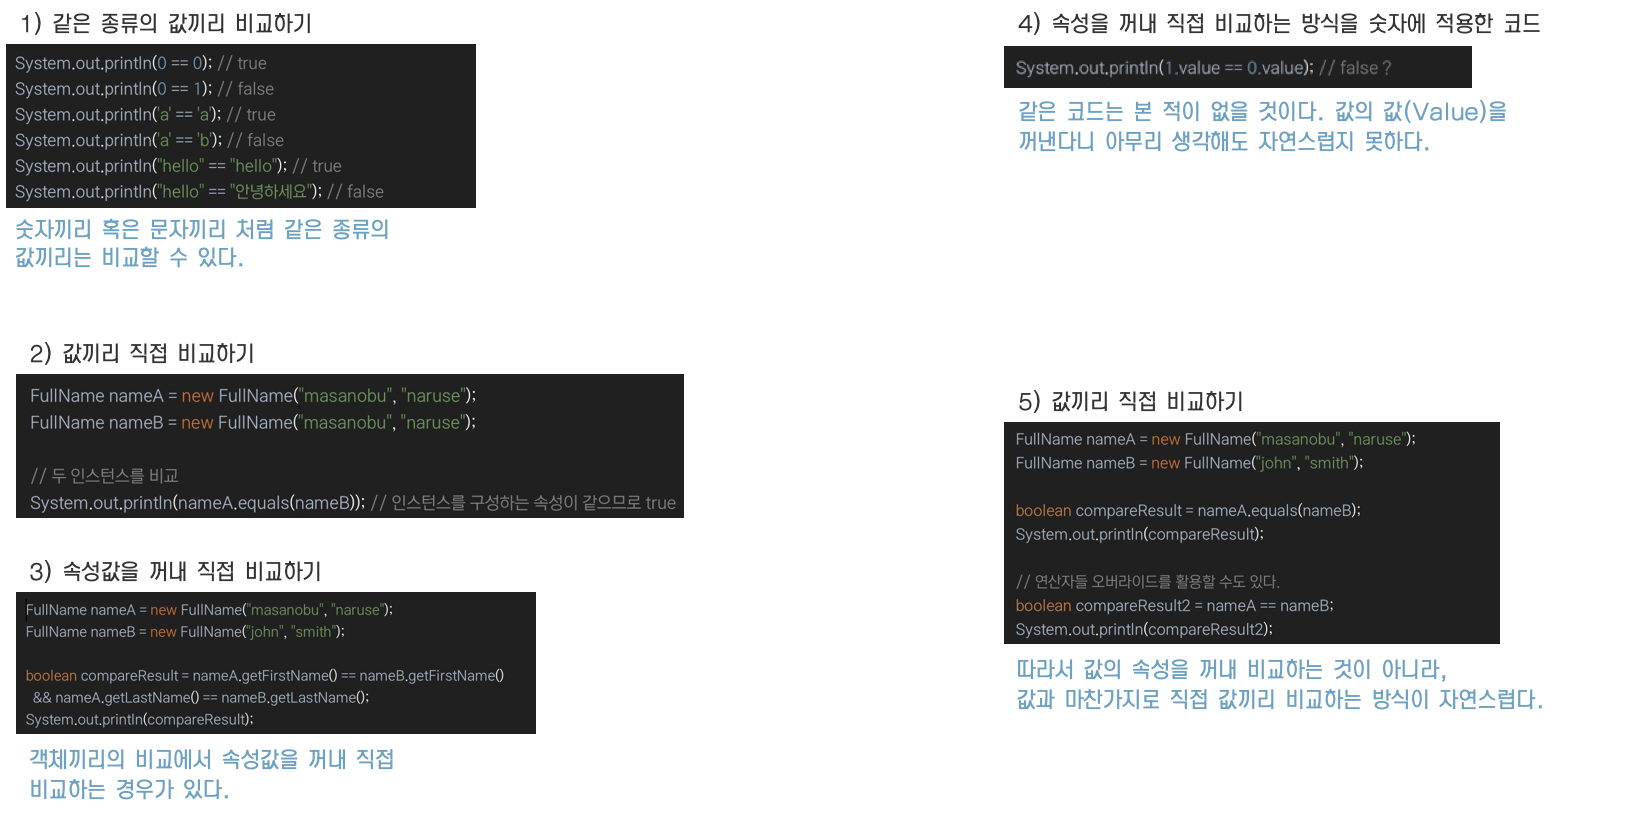 1) 같은 종류의 값끼리 비교하기
System.out.println(0 == 0); // true
System.out.println(0 == 1); // false
System.out.println('a' == 'a'); // true
System.out.println('a' == 'b'); // false
System.out.println("hello" == "hello"); // true
System.out.println("hello" == "안녕하세요"); // false
숫자끼리 혹은 문자끼리 처럼 같은 종류의
값끼리는 비교할 수 있다.
2) 값끼리 직접 비교하기
FullName nameA = new FullName("masanobu", "naruse");
FullName nameB = new FullName("masanobu", "naruse");
// 두 인스턴스를 비교
System.out.println(nameA.equals(nameB)); // 인스턴스를 구성하는 속성이 같으므로 true
3) 속성값을 꺼내 직접 비교하기
FullName nameA = new FullName("masanobu", "naruse");
FullName nameB = new FullName("john", "smith");
boolean compareResult = nameA.getFirstName() == nameB.getFirstName()
&& nameA.getLastName() == nameB.getLastName();
System.out.println(compareResult);
객체끼리의 비교에서 속성값을 꺼내 직접
비교하는 경우가 있다.
4) 속성을 꺼내 직접 비교하는 방식을 숫자에 적용한 코드
System.out.println(1.value == 0.value); // false ?
같은 코드는 본 적이 없을 것이다. 값의 값(Value)을
꺼낸다니 아무리 생각해도 자연스럽지 못하다.
5) 값끼리 직접 비교하기
FullName nameA = new FullName("masanobu", "naruse");
FullName nameB = new FullName("john", "smith");
boolean compareResult = nameA.equals(nameB);
System.out.println(compareResult);
// 연산자들 오버라이드를 활용할 수도 있다.
boolean compareResult2 = nameA == nameB;
System.out.println(compareResult2);
따라서 값의 속성을 꺼내 비교하는 것이 아니라,
값과 마찬가지로 직접 값끼리 비교하는 방식이 자연스럽다.